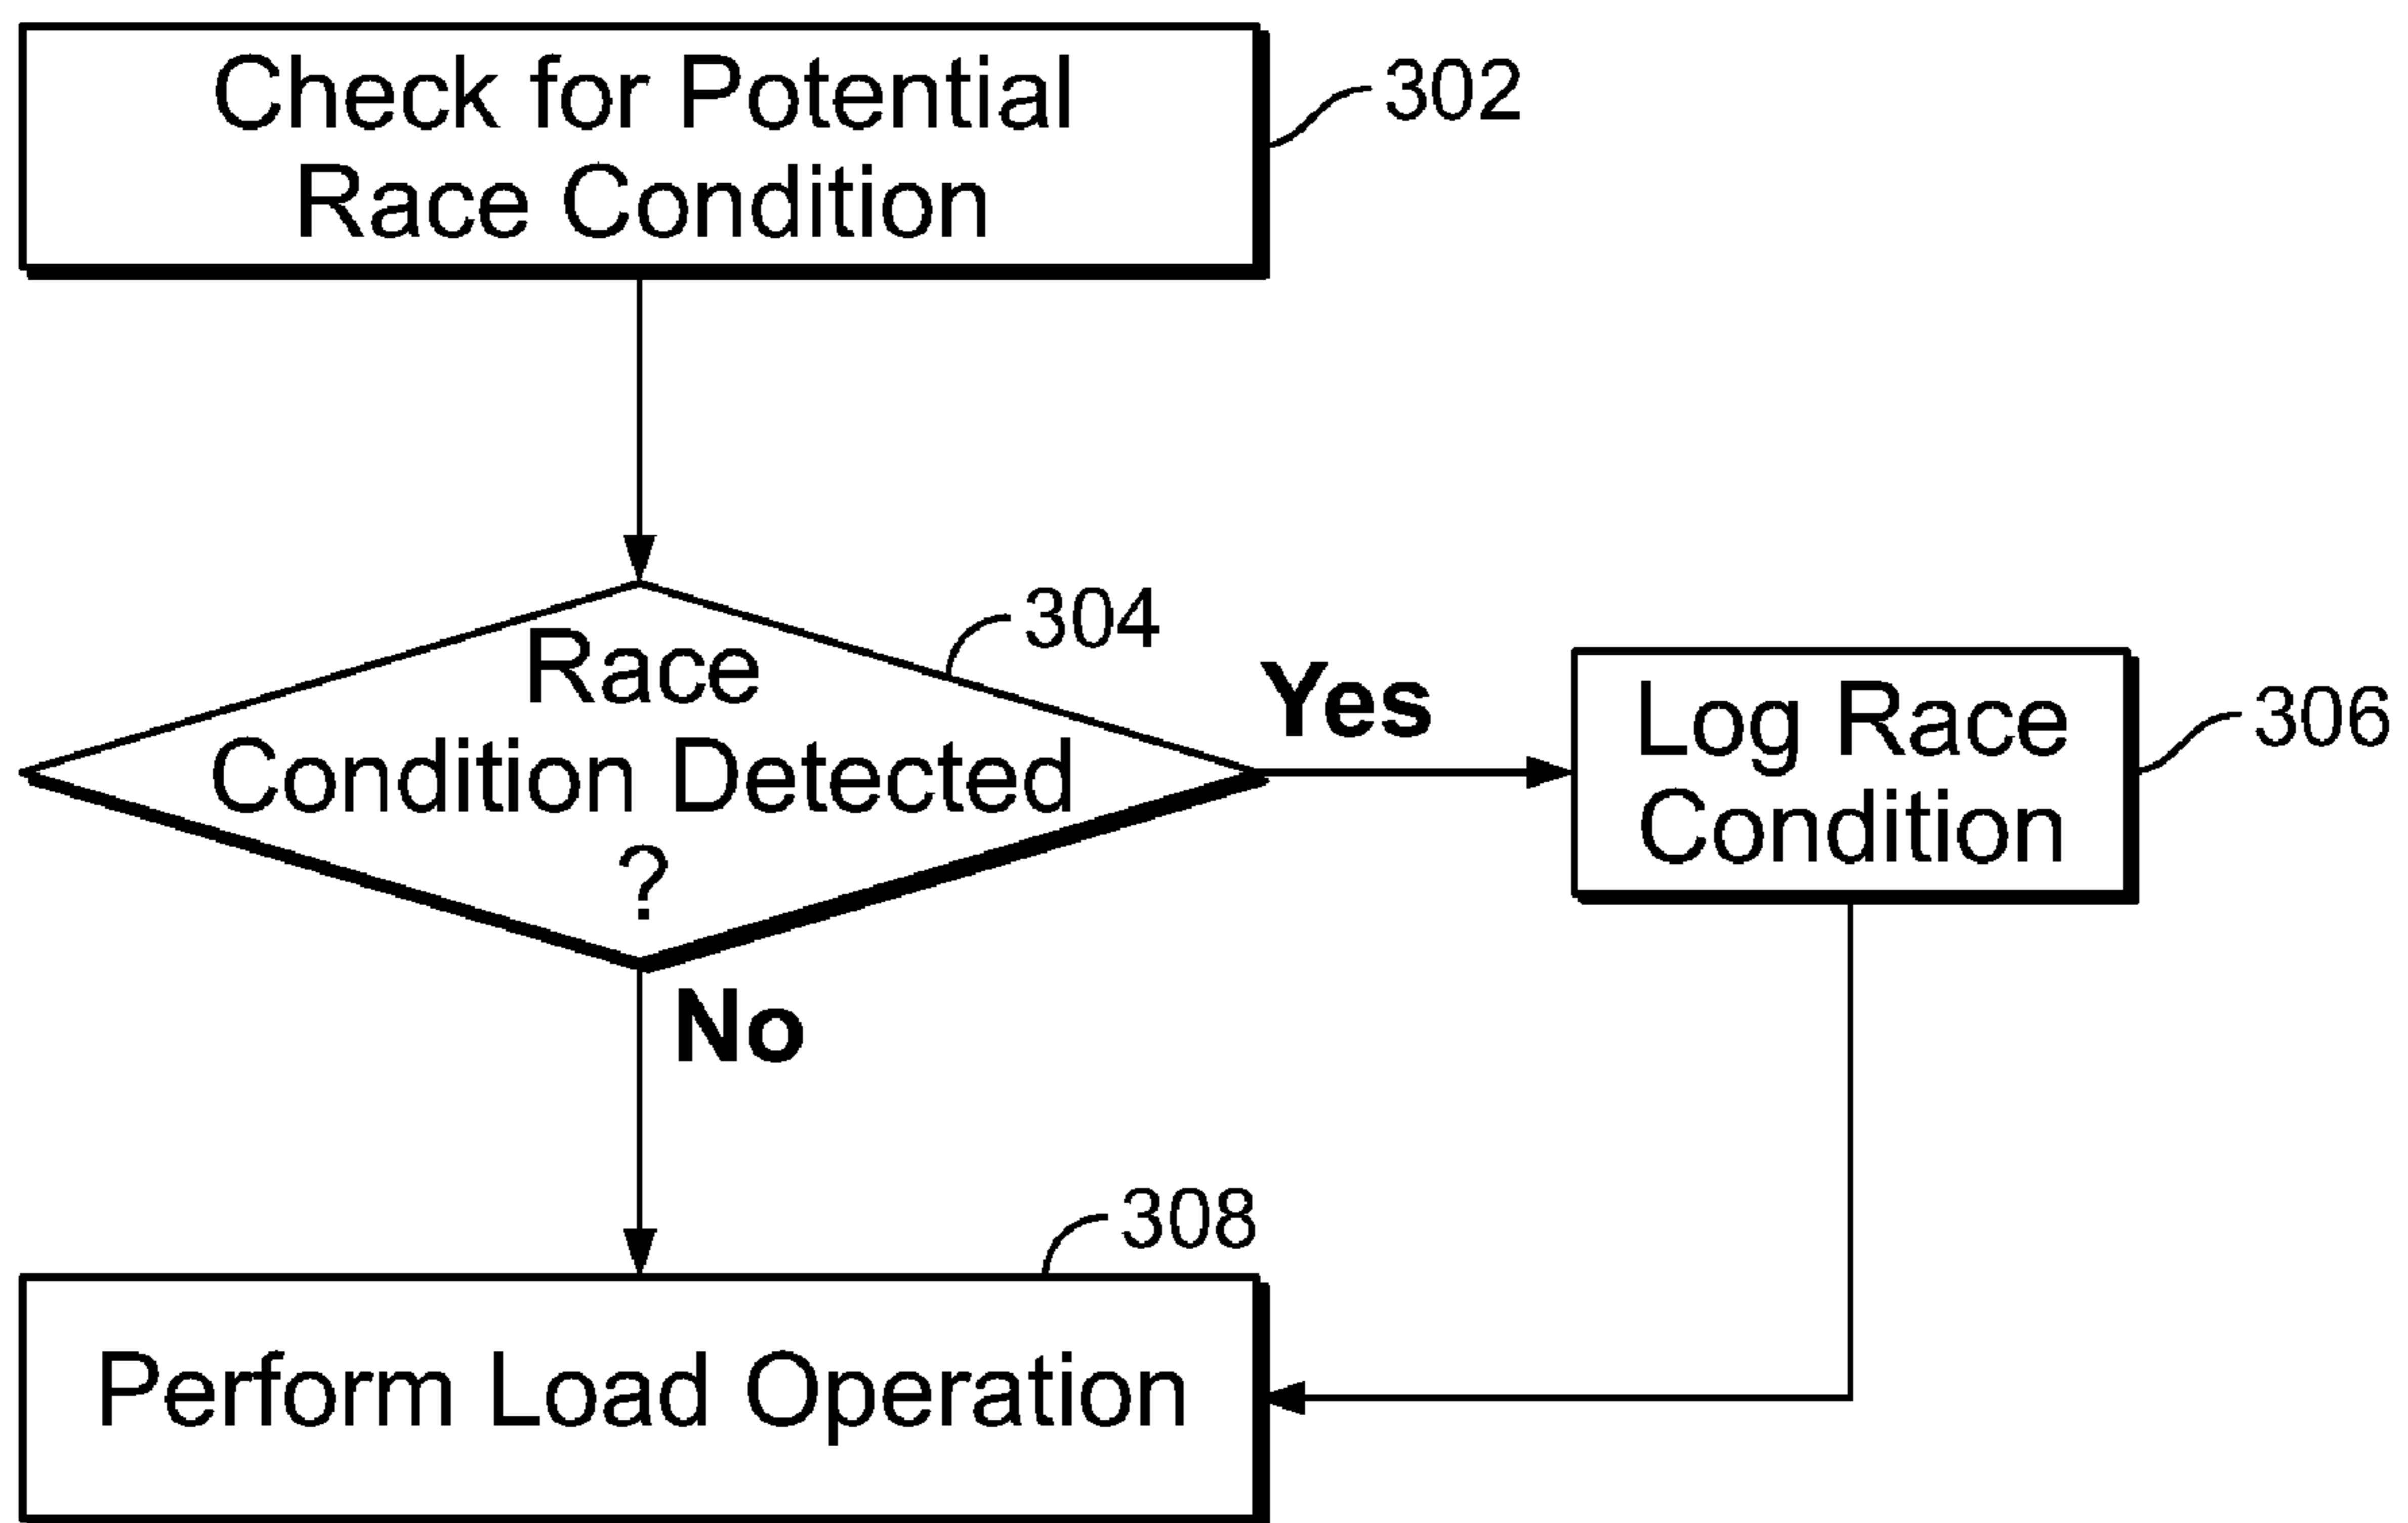 Check for Potential
Race Condition
302
304
Race
Condition Detected
?
Yes
Log Race
Condition
306
No
308
Perform Load Operation